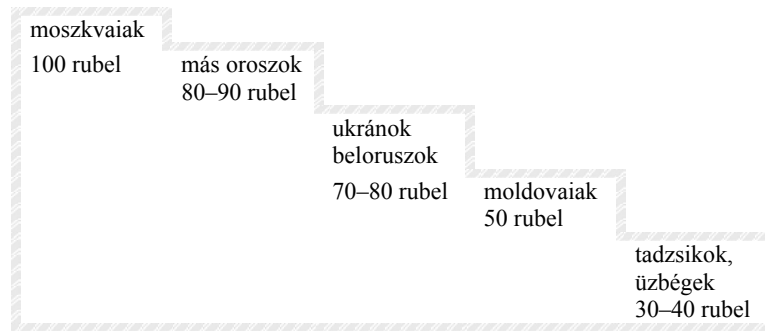 moszkvaiak
100 rubel
más oroszok
80–90 rubel
ukránok
beloruszok
70–80 rubel
moldovaiak
50 rubel
tadzsikok,
üzbégek
30–40 rubel